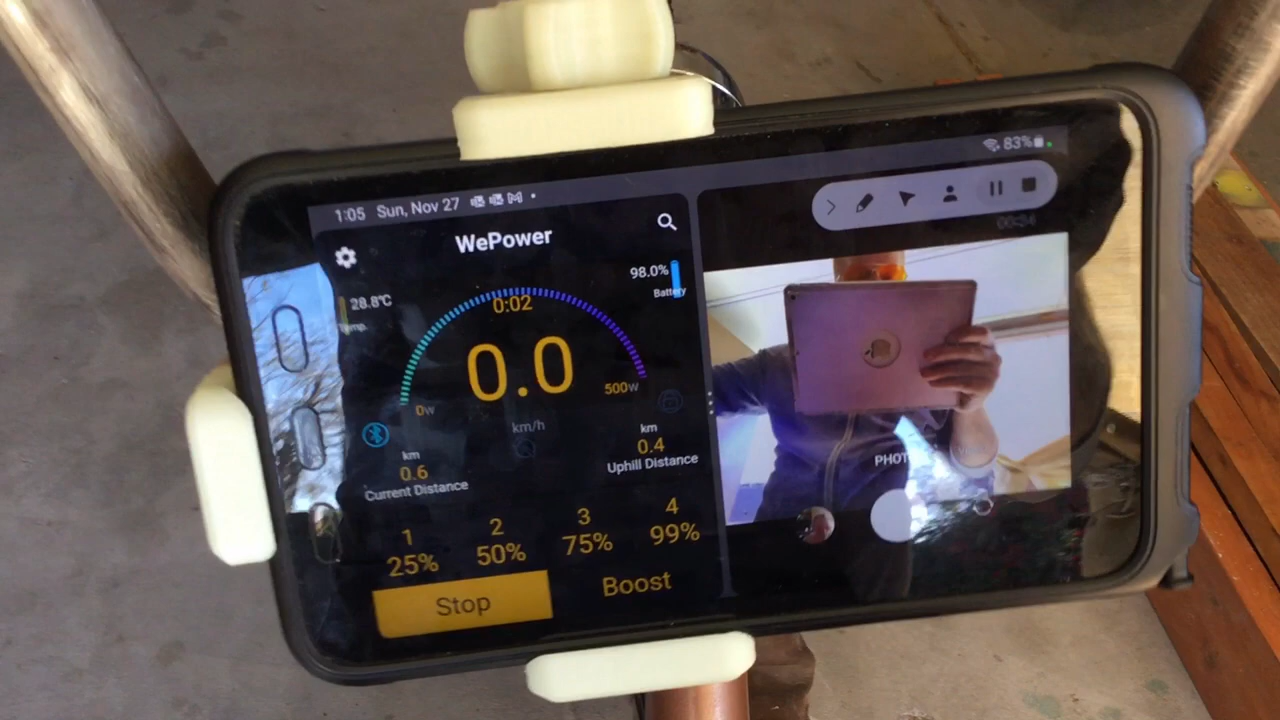 1:05 Sun, Nov 27
83%
WePower
28.8°C
Temp.
98.0%
Battery
0:02
0.0
km/h
0w
500w
km
0.6
Current Distance
km
0.4
Uphill Distance
1
25%
2
50%
3
75%
4
99%
Stop
Boost
PHOT